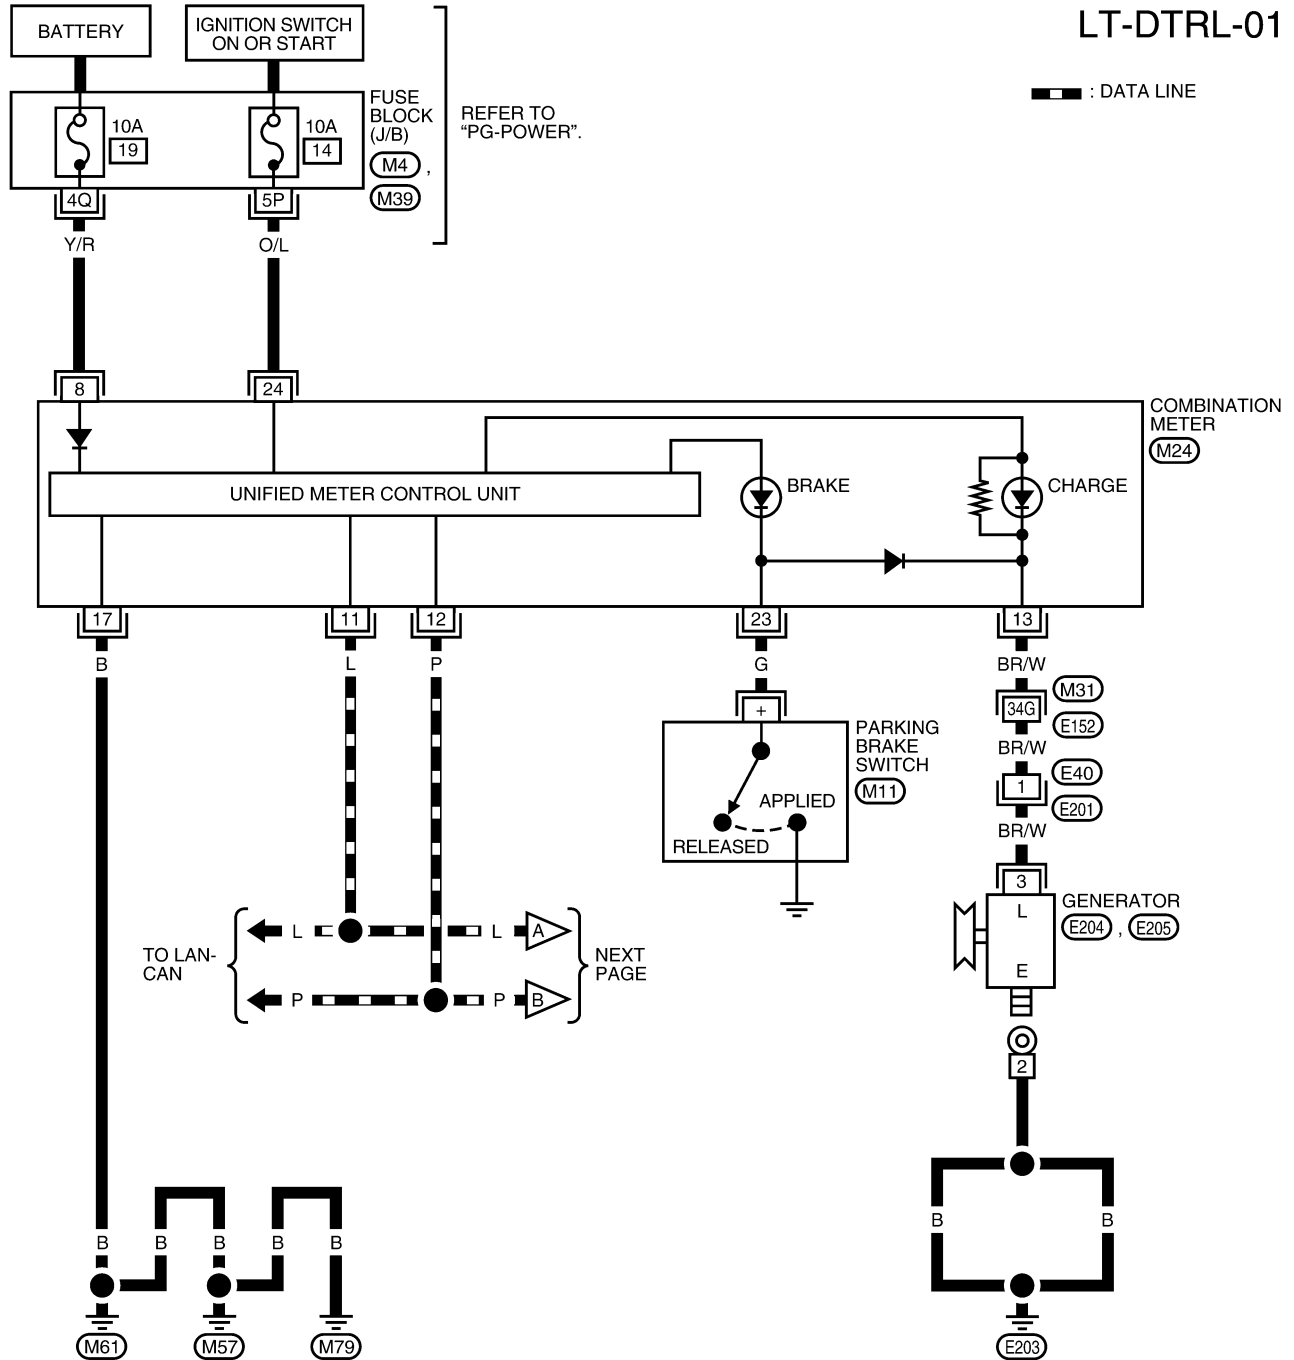 LT-DTRL-01
BATTERY
IGNITION SWITCH
ON OR START
: DATA LINE
FUSE
BLOCK
(J/B)
M4 ,
M39
REFER TO
“PG-POWER”.
10A
19
10A
14
4Q
5P
Y/R
O/L
8
24
COMBINATION
METER
M24
UNIFIED METER CONTROL UNIT
BRAKE
CHARGE
17
11
12
23
13
B
L
P
G
BR/W
M31
34G
E152
BR/W
E40
1
E201
BR/W
+
PARKING
BRAKE
SWITCH
M11
APPLIED
RELEASED
3
L
E
GENERATOR
E204 , E205
TO LAN-
CAN
L
L
A
P
P
B
NEXT
PAGE
2
B
B
B
B
B
B
B
M61
M57
M79
E203